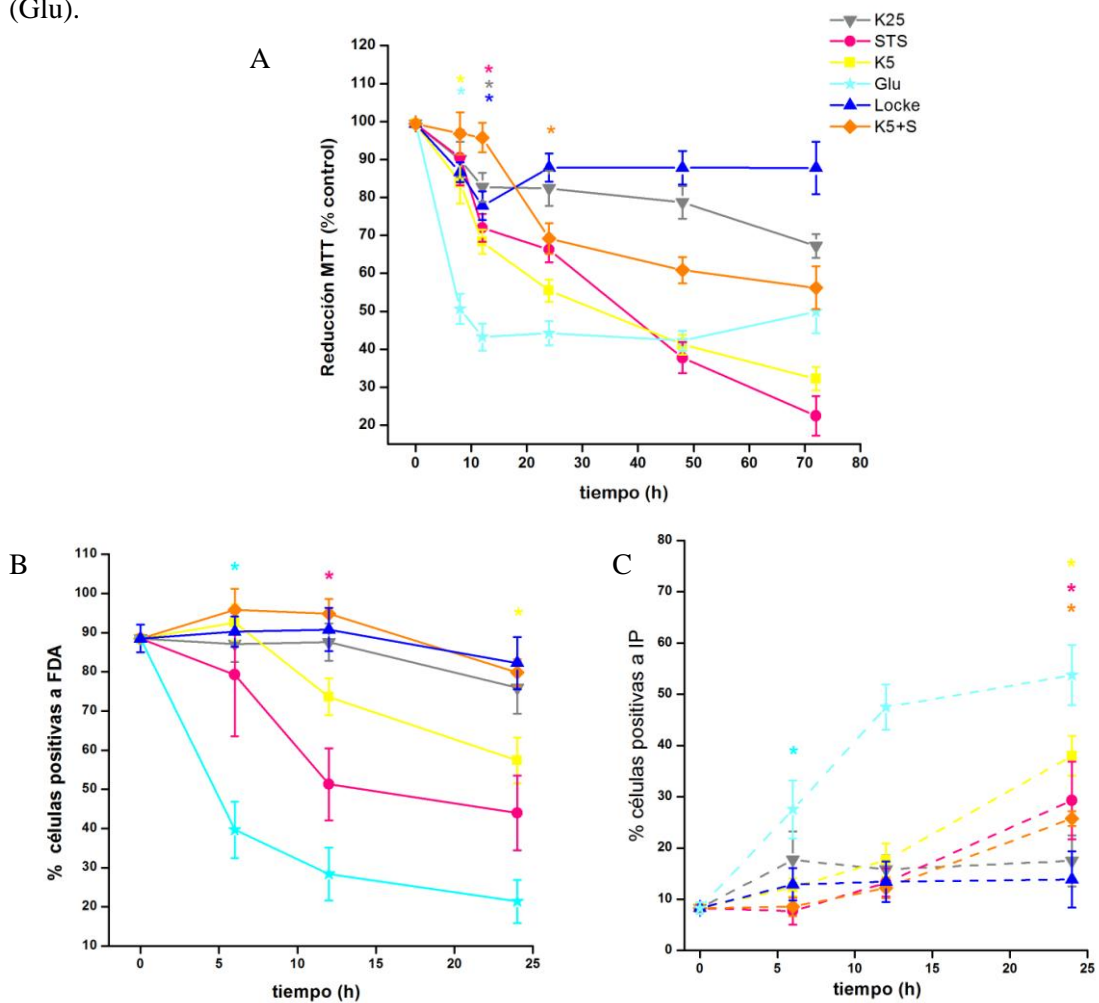 (Glu).
K25
STS
K5
Glu
Locke
K5+S
A
120
110
100
90
80
70
60
50
40
30
20
Reducción MTT (% control)
0 10 20 30 40 50 60 70 80
tiempo (h)
B
110
100
90
80
70
60
50
40
30
20
10
% células positivas a FDA
0 5 10 15 20 25
tiempo (h)
C
80
70
60
50
40
30
20
10
0
% células positivas a IP
0 5 10 15 20 25
tiempo (h)